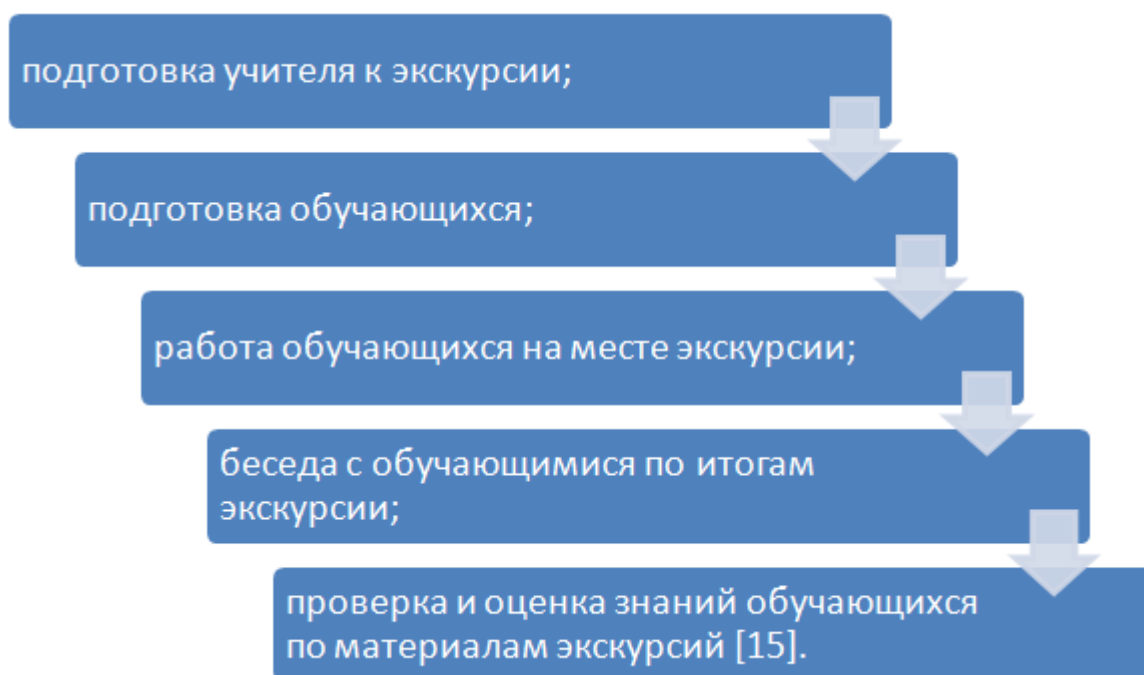 подготовка учителя к экскурсии;
подготовка обучающихся;
работа обучающихся на месте экскурсии;
беседа с обучающимися по итогам
экскурсии;
проверка и оценка знаний обучающихся
по материалам экскурсий [15].